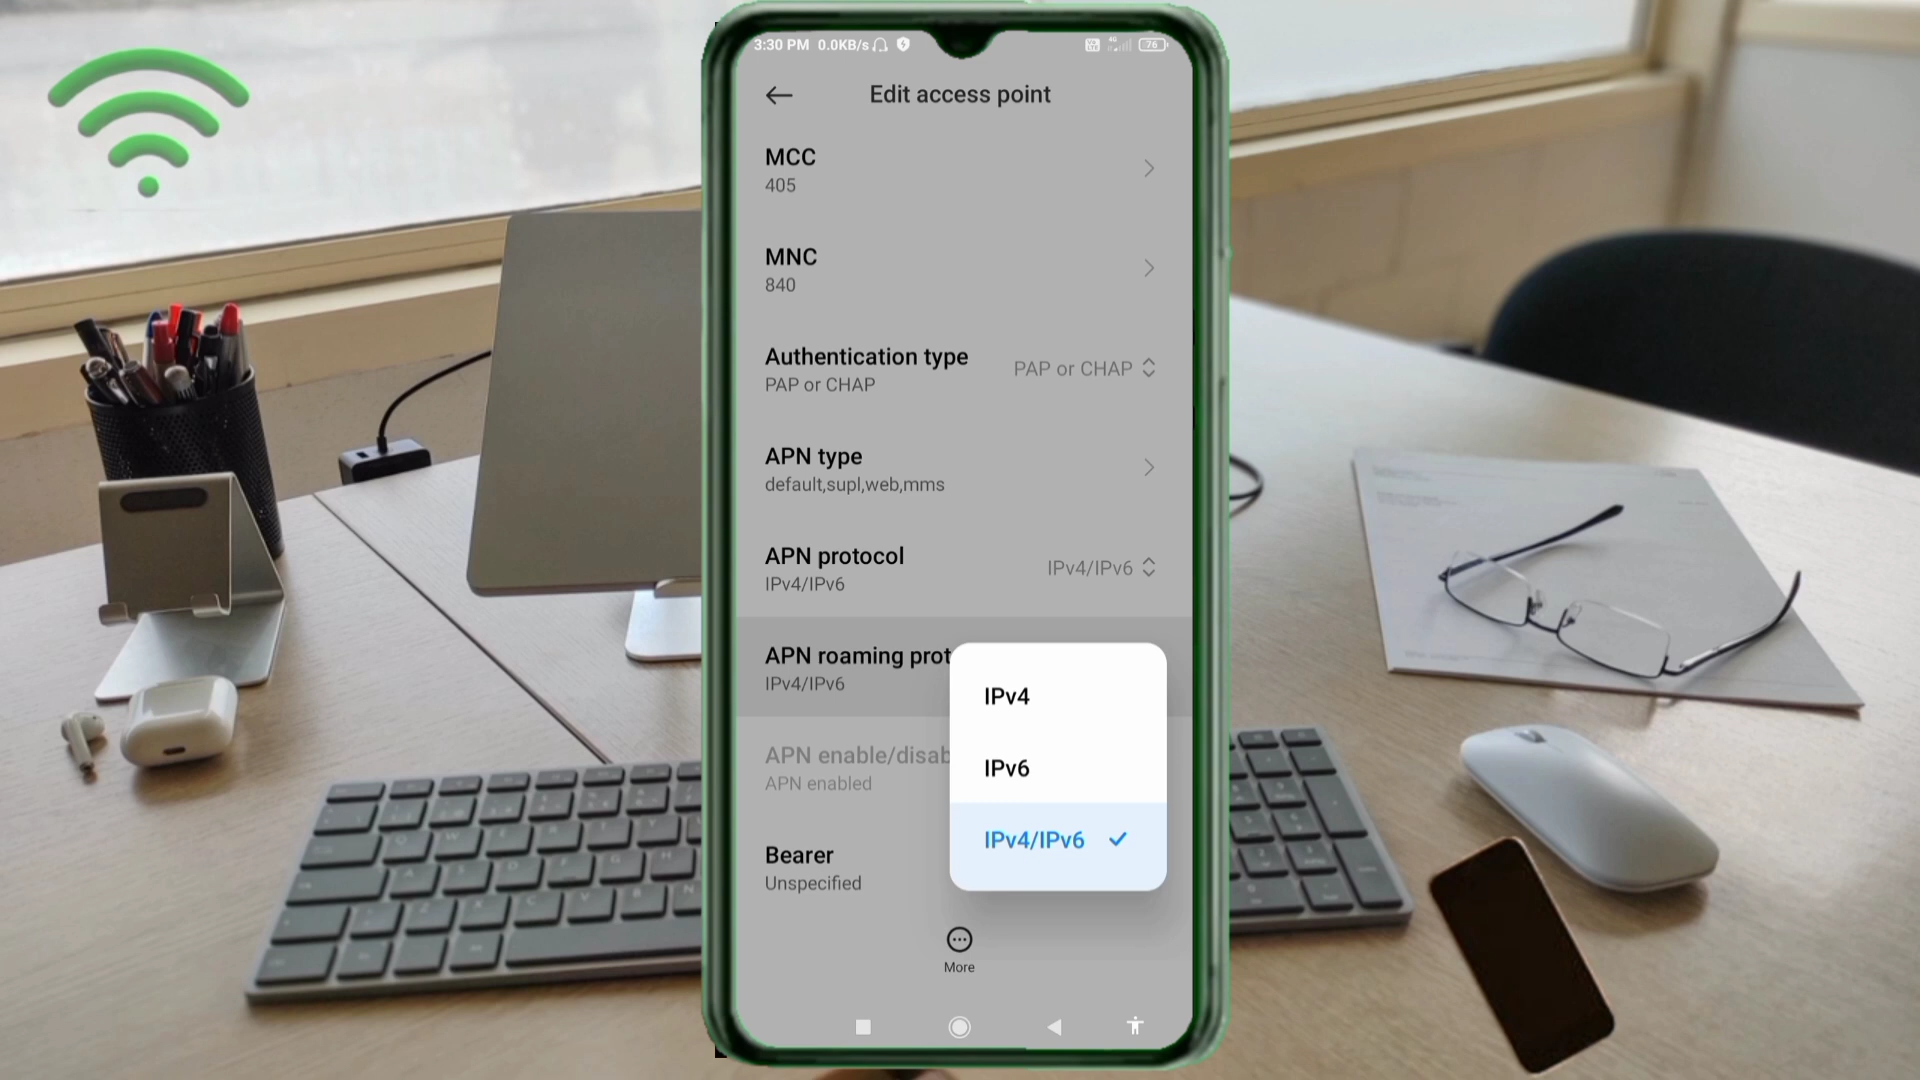 3:30 PM 0.0KB/s 4G 76
Edit access point
MCC
405
MNC
840
Authentication type
PAP or CHAP
PAP or CHAP
APN type
default,supl,web,mms
APN protocol
IPv4/IPv6
IPv4/IPv6
APN roaming prot
IPv4/IPv6
IPv4
IPv6
IPv4/IPv6
APN enable/disab
APN enabled
Bearer
Unspecified
More